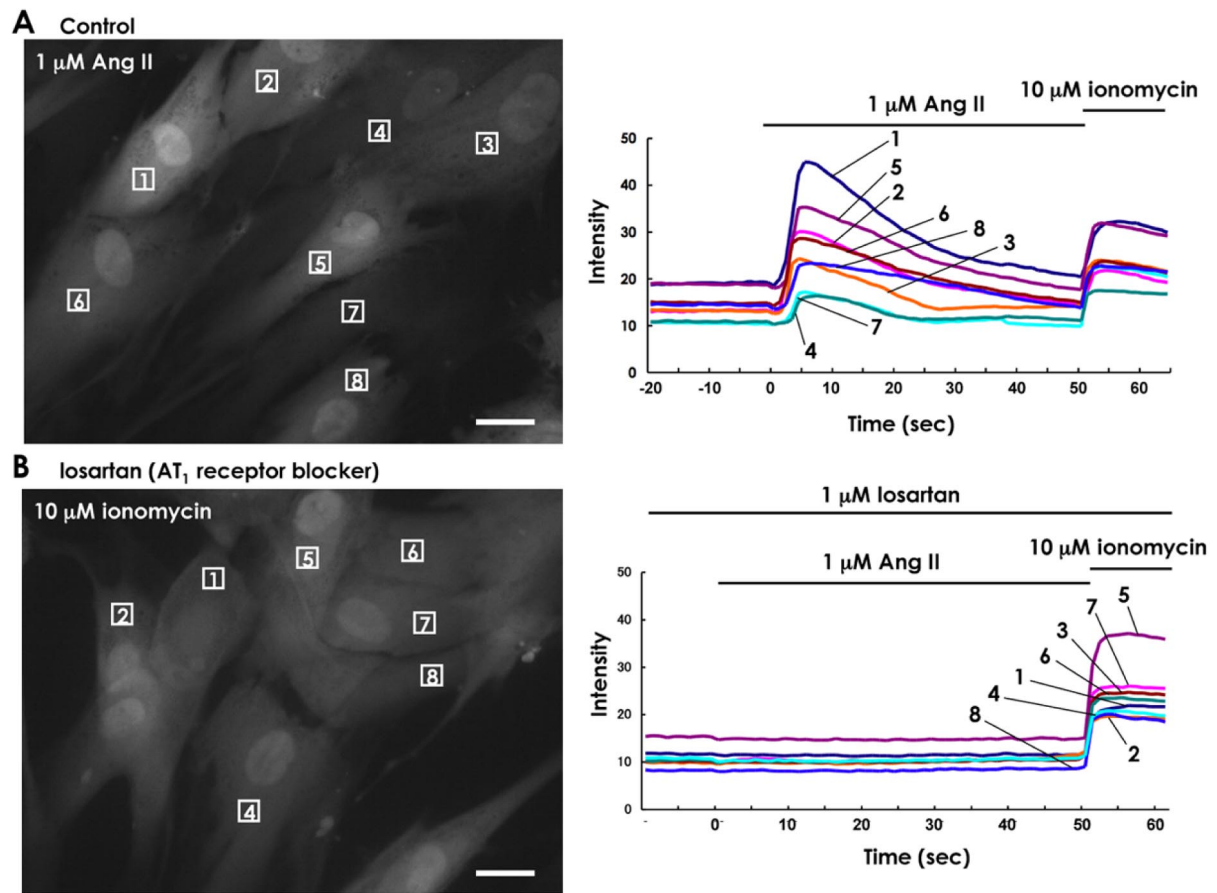 A Control
1 μM Ang II
2
1
4
3
5
6
7
8
10 μM ionomycin
1 μM Ang II
50
40
30
20
10
0
Intensity
1
5
2
6
8
3
7
4
-20 -10 0 10 20 30 40 50 60
Time (sec)
B losartan (AT1 receptor blocker)
10 μM ionomycin
5
6
1
2
7
8
4
1 μM losartan
10 μM ionomycin
1 μM Ang II
50
40
30
20
10
0
Intensity
5
7
3
6
1
4
8
2
- 0- 10 20 30 40 50 60
Time (sec)